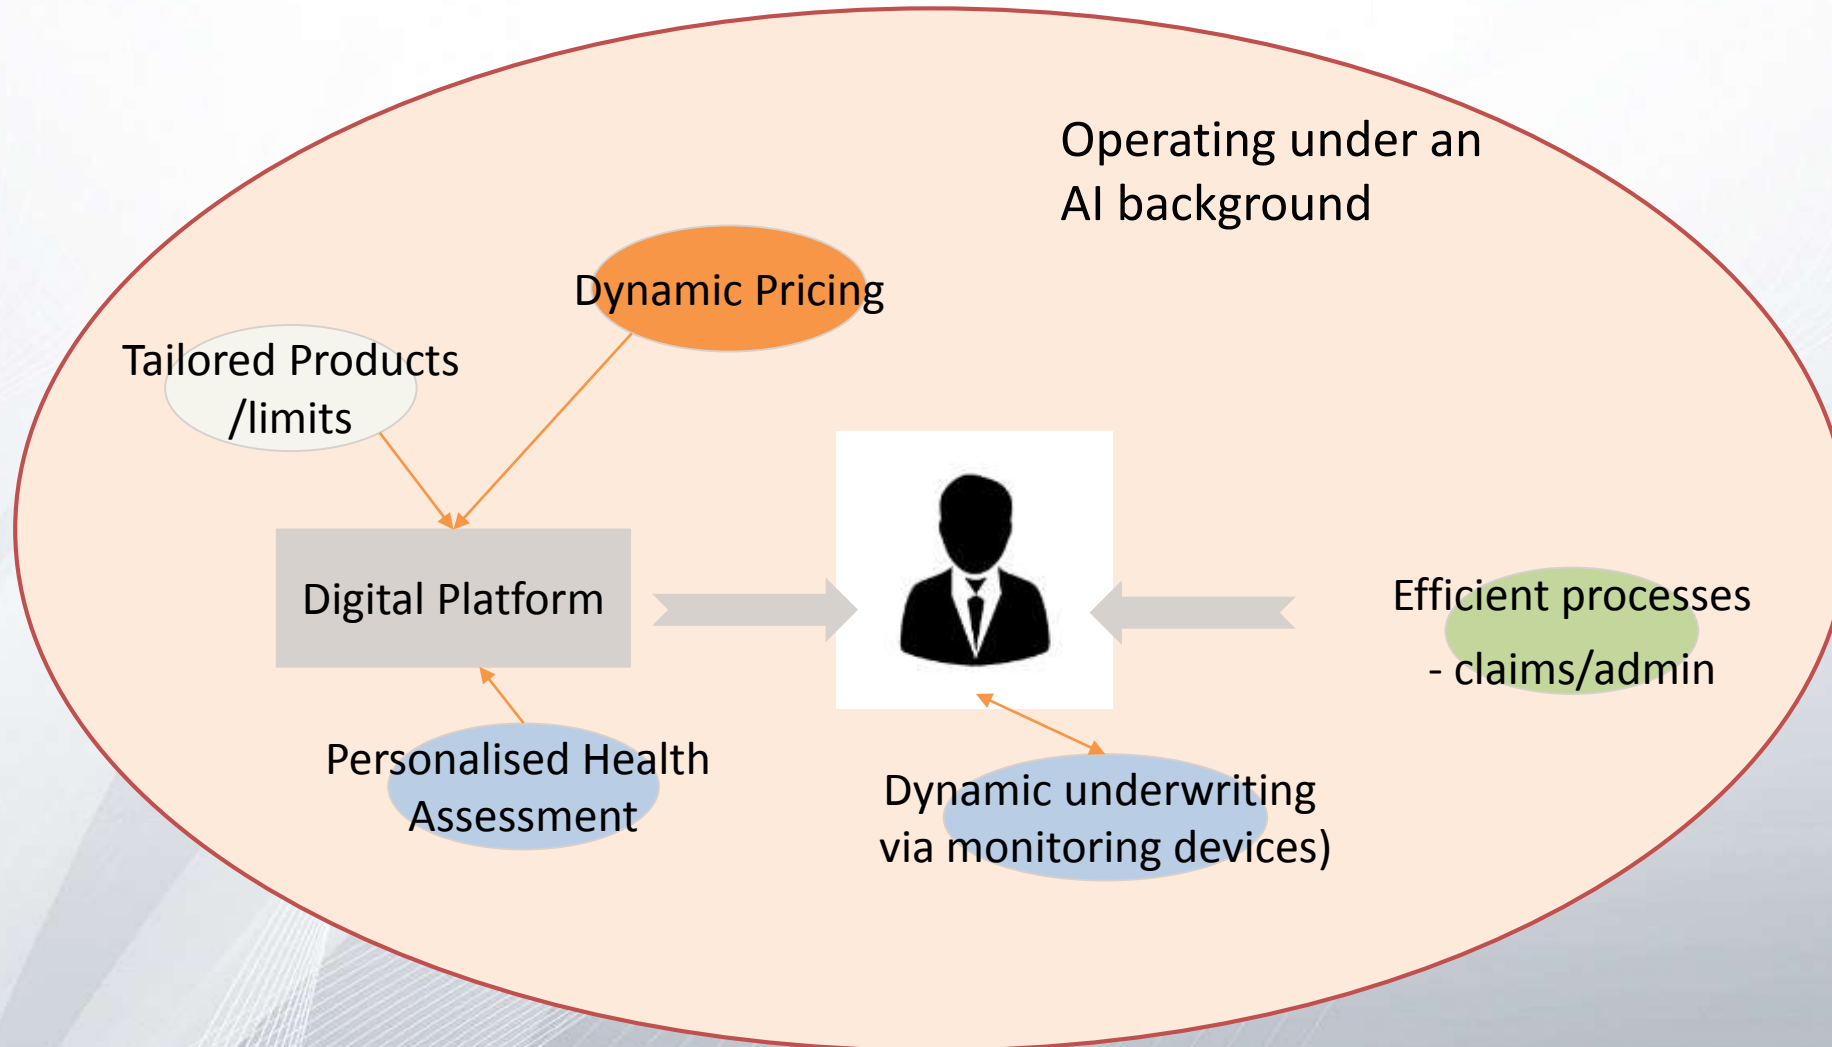 Operating under an
AI background
Dynamic Pricing
Tailored Products
/limits
Digital Platform
Efficient processes
- claims/admin
Personalised Health
Assessment
Dynamic underwriting
via monitoring devices)